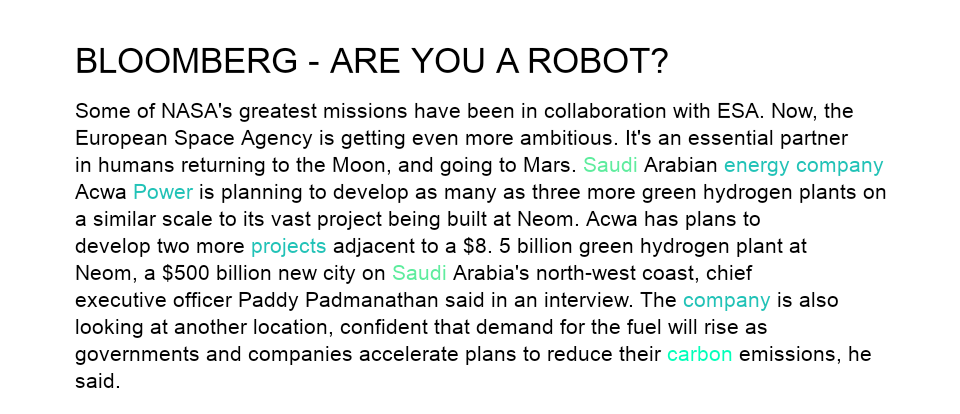 BLOOMBERG - ARE YOU A ROBOT?
Some of NASA's greatest missions have been in collaboration with ESA. Now, the
European Space Agency is getting even more ambitious. It's an essential partner
in humans returning to the Moon, and going to Mars. Saudi Arabian energy company
Acwa Power is planning to develop as many as three more green hydrogen plants on
a similar scale to its vast project being built at Neom. Acwa has plans to
develop two more projects adjacent to a $8. 5 billion green hydrogen plant at
Neom, a $500 billion new city on Saudi Arabia's north-west coast, chief
executive officer Paddy Padmanathan said in an interview. The company is also
looking at another location, confident that demand for the fuel will rise as
governments and companies accelerate plans to reduce their carbon emissions, he
said.